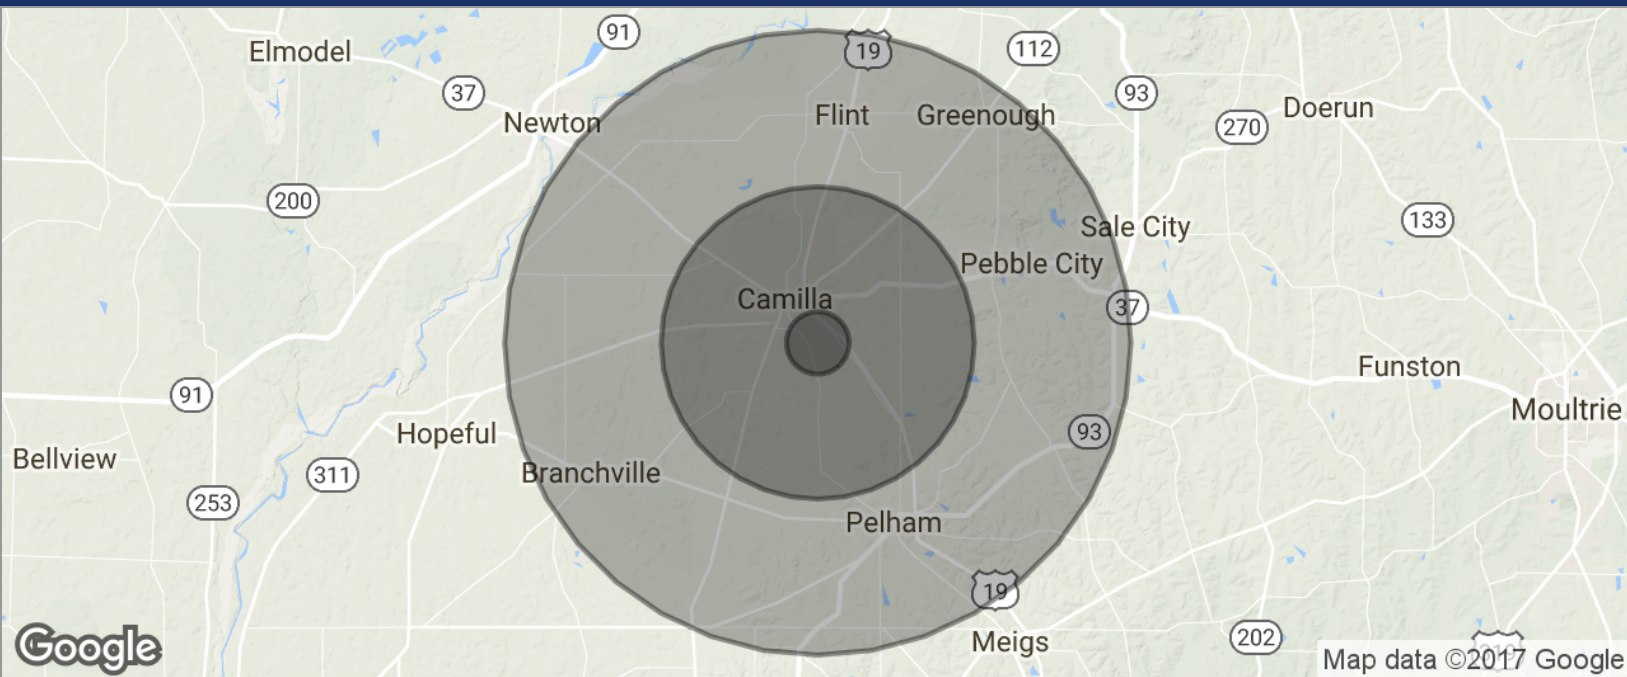 91
19
112
Elmodel
37
93
Flint
Greenough
Doerun
Newton
270
200
133
Sale City
Pebble City
Camilla
37
Funston
91
Moultrie
Hopeful
93
Bellview
Branchville
311
253
Pelham
19
Meigs
202
Google
Map data ©2017 Google